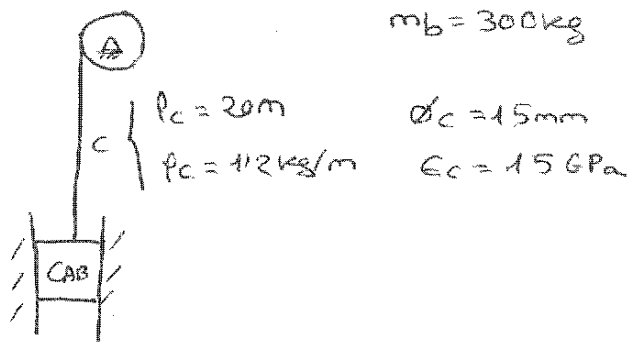 mb = 300kg
lc = 20m
Øc = 15mm
C
ρc = 1'2 kg/m
Ec = 15 GPa
CAB